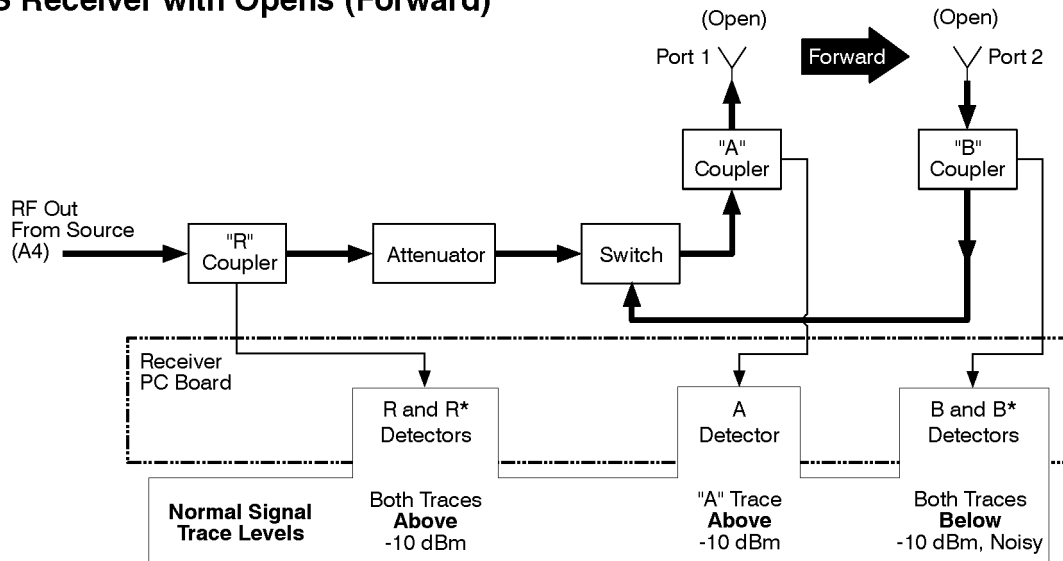 Receiver with Opens (Forward)
(Open)
(Open)
Port 1
Forward
Port 2
"A"
Coupler
"B"
Coupler
RF Out
From Source
(A4)
"R"
Coupler
Attenuator
Switch
Receiver
PC Board
R and R*
Detectors
A
Detector
B and B*
Detectors
Normal Signal
Trace Levels
Both Traces
Above
-10 dBm
"A" Trace
Above
-10 dBm
Both Traces
Below
-10 dBm, Noisy